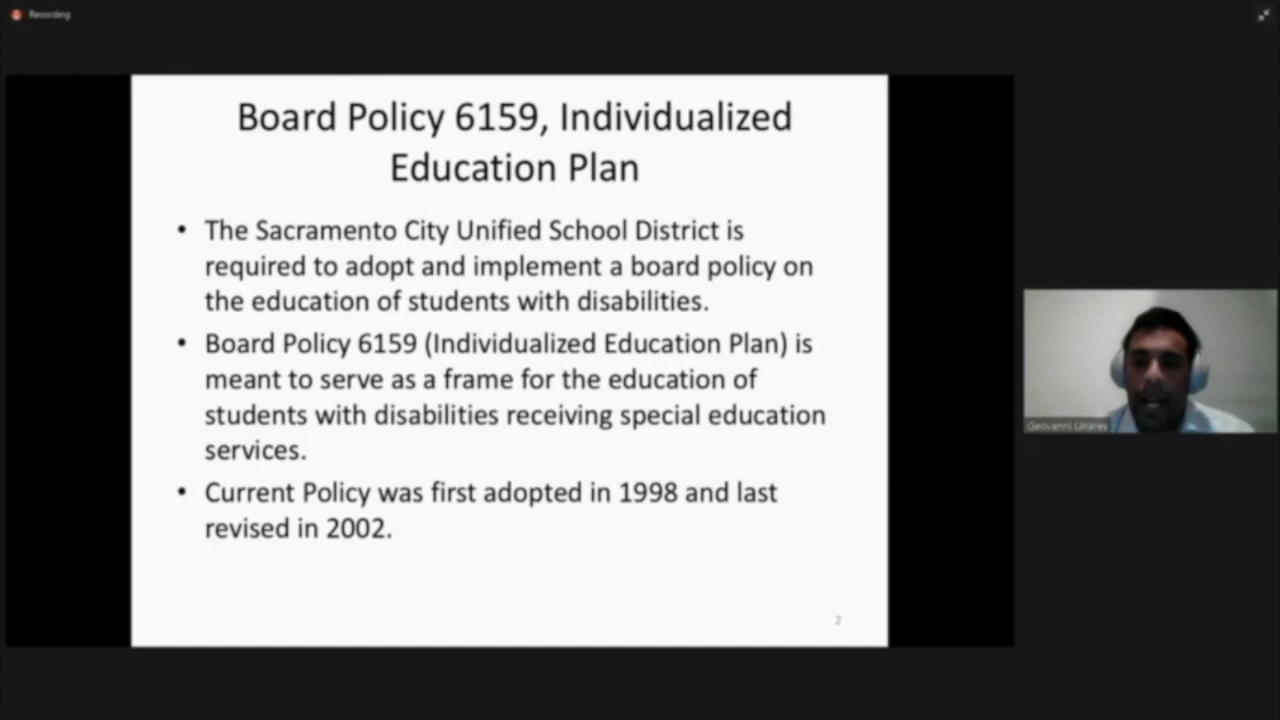 Recording
Board Policy 6159, Individualized
Education Plan
• The Sacramento City Unified School District is
required to adopt and implement a board policy on
the education of students with disabilities.
• Board Policy 6159 (Individualized Education Plan) is
meant to serve as a frame for the education of
students with disabilities receiving special education
services.
• Current Policy was first adopted in 1998 and last
revised in 2002.
2
Geovanni Linares